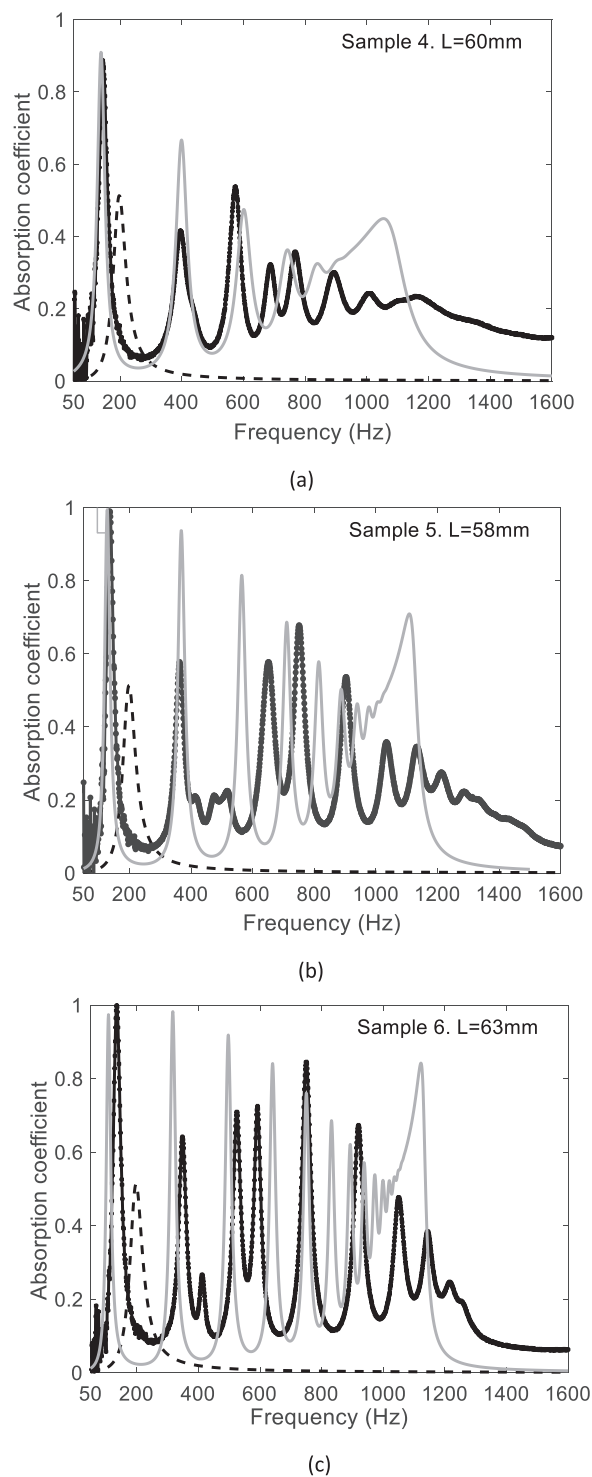 Sample 4. L=60mm
Absorption coefficient
1
0.8
0.6
0.4
0.2
0
50 200 400 600 800 1000 1200 1400 1600
Frequency (Hz)
(a)
Sample 5. L=58mm
Absorption coefficient
1
0.8
0.6
0.4
0.2
0
50 200 400 600 800 1000 1200 1400 1600
Frequency (Hz)
(b)
Sample 6. L=63mm
Absorption coefficient
1
0.8
0.6
0.4
0.2
0
50 200 400 600 800 1000 1200 1400 1600
Frequency (Hz)
(c)